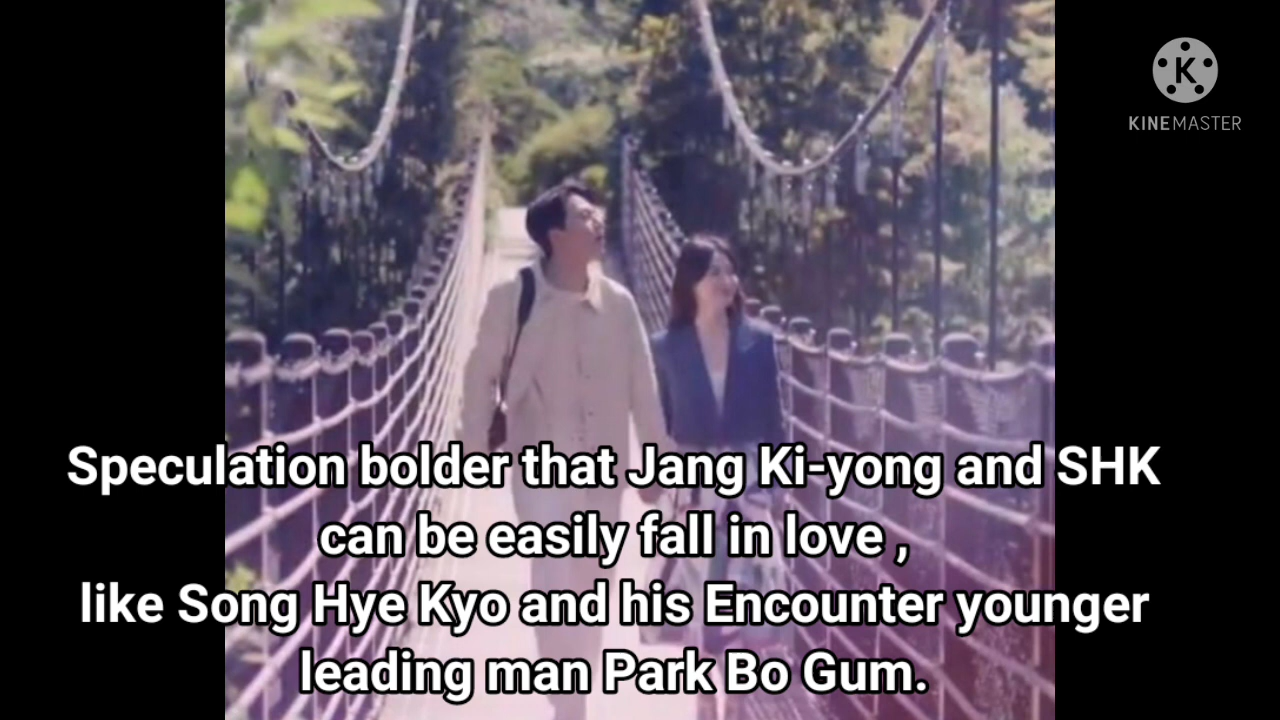 KINEMASTER
Speculation bolder that Jang Ki-yong and SHK
can be easily fall in love ,
like Song Hye Kyo and his Encounter younger
leading man Park Bo Gum.